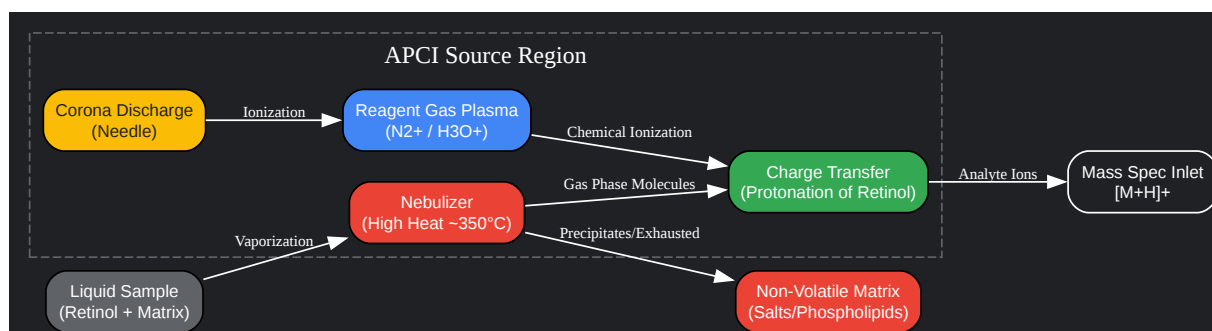 APCI Source Region
Corona Discharge
(Needle)
Ionization
Reagent Gas Plasma
(N2+ / H3O+)
Chemical Ionization
Charge Transfer
(Protonation of Retinol)
Analyte Ions
Mass Spec Inlet
[M+H]+
Gas Phase Molecules
Nebulizer
(High Heat ~350°C)
Vaporization
Precipitates/Exhausted
Liquid Sample
(Retinol + Matrix)
Non-Volatile Matrix
(Salts/Phospholipids)